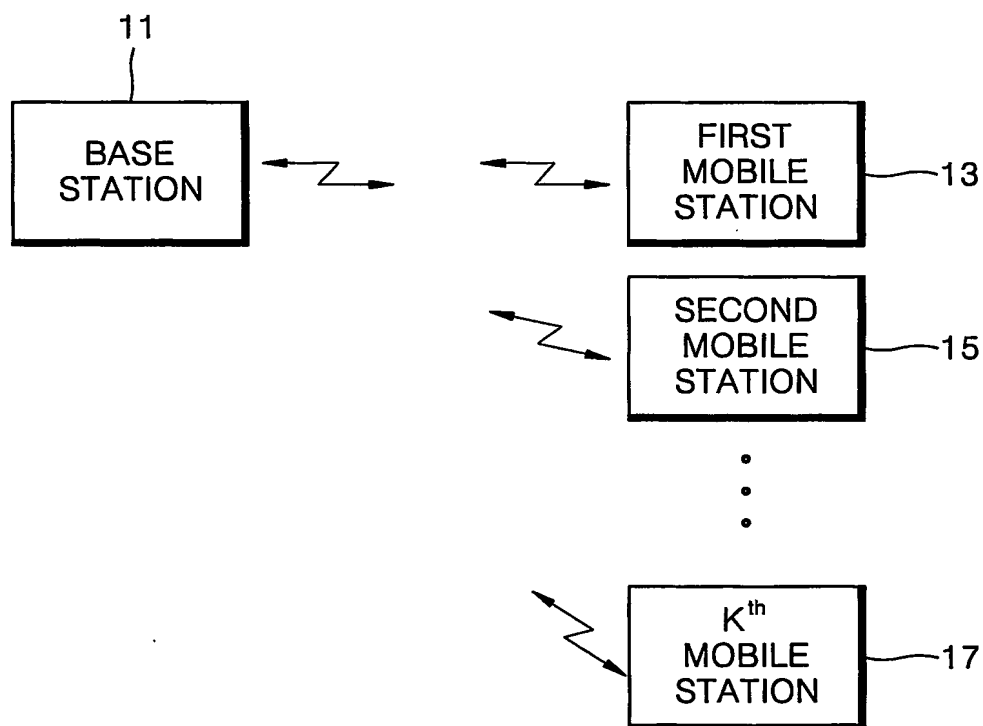 11
BASE
STATION
FIRST
MOBILE
STATION
13
SECOND
MOBILE
STATION
15
Kth
MOBILE
STATION
17